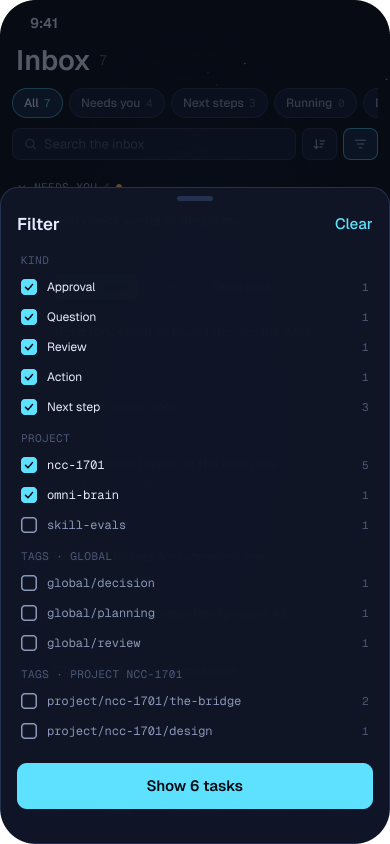 9:41
Inbox 7
All 7 Needs you 4 Next steps 3 Running 0
Search the inbox
NEEDS YOU 4
Filter Clear
KIND
Approval 1
Question 1
Review 1
Action 1
Next step 3
PROJECT
ncc-1701 5
omni-brain 1
skill-evals 1
TAGS · GLOBAL
global/decision 1
global/planning 1
global/review 1
TAGS · PROJECT NCC-1701
project/ncc-1701/the-bridge 2
project/ncc-1701/design 1
Show 6 tasks